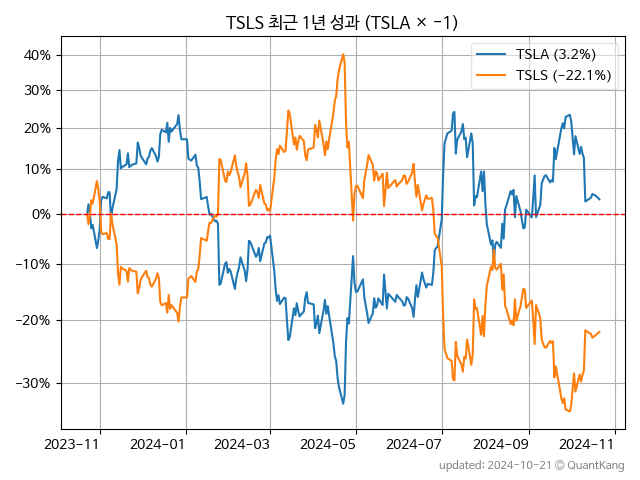 TSLS 최근 1년 성과 (TSLA × −1)
TSLA (3.2%)
TSLS (−22.1%)
40%
30%
20%
10%
0%
−10%
−20%
−30%
2023−11 2024−01 2024−03 2024−05 2024−07 2024−09 2024−11
updated: 2024-10-21 © QuantKang